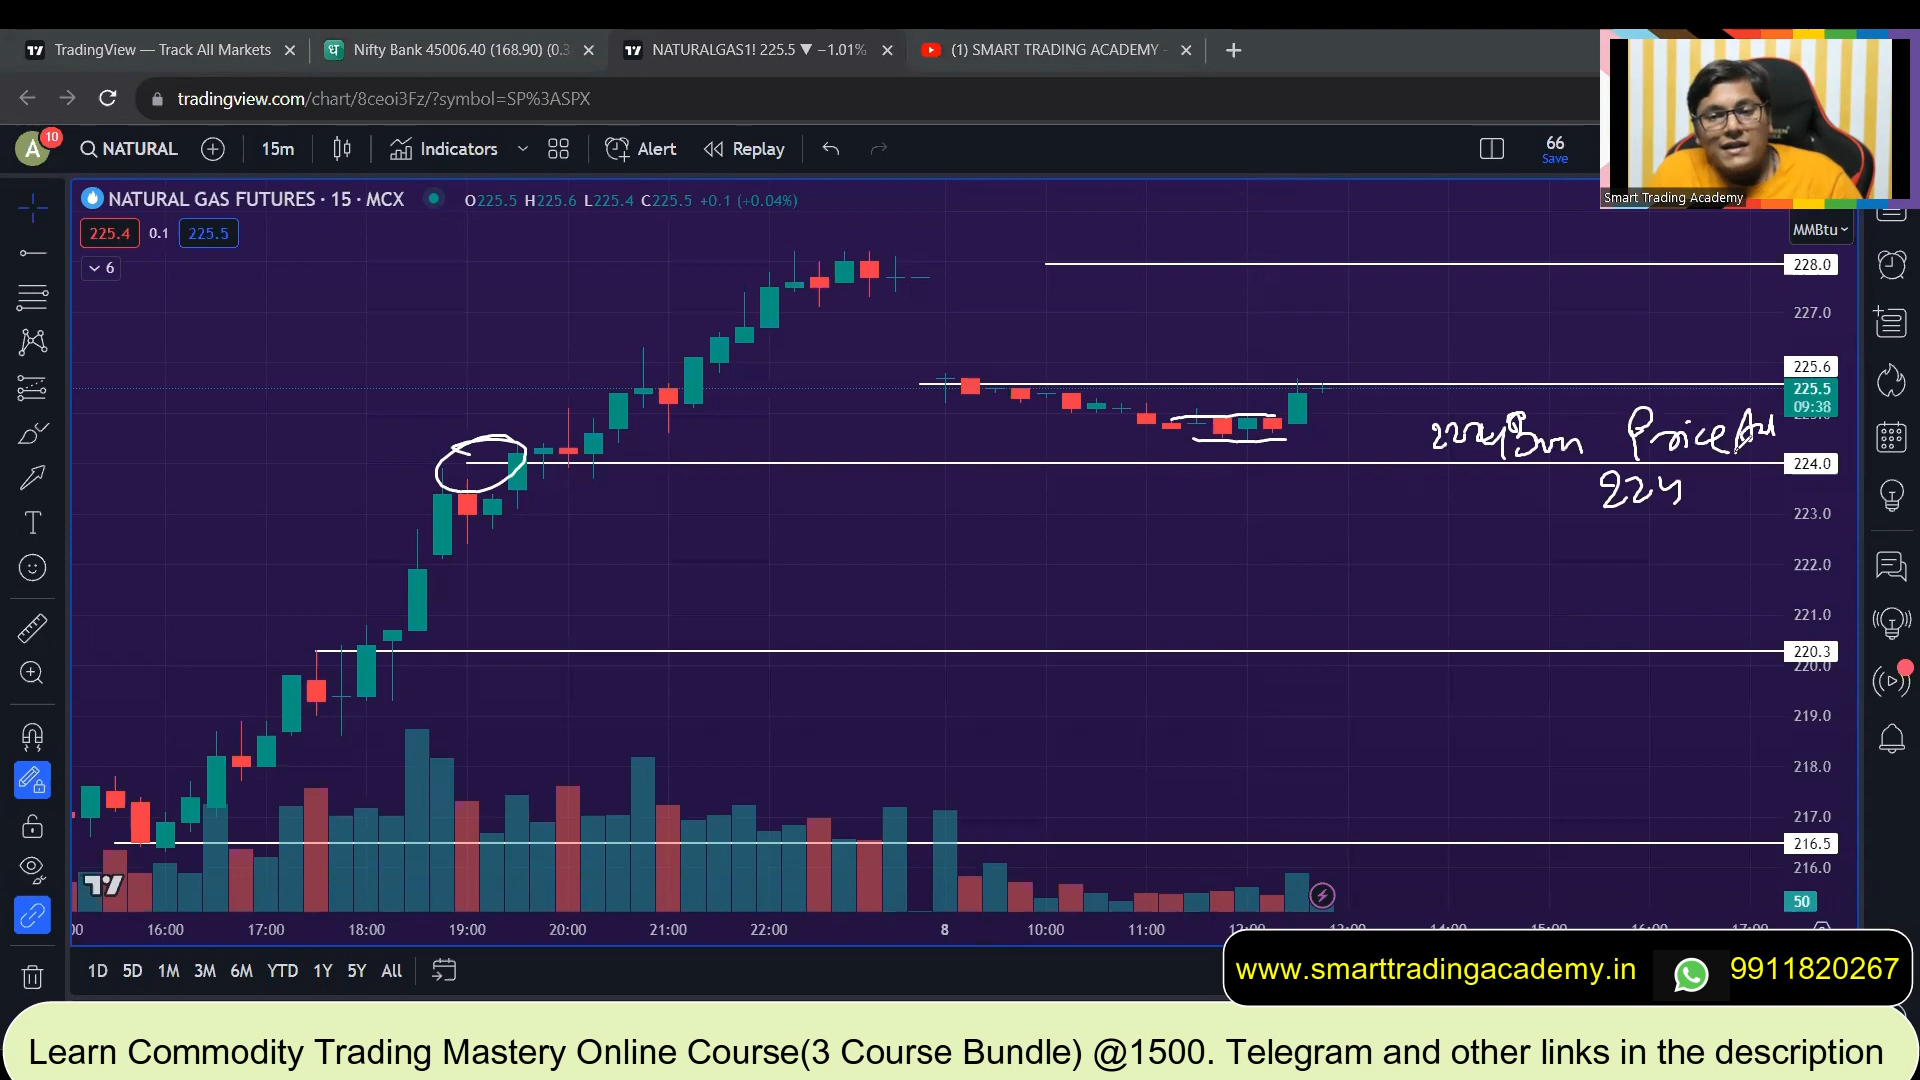 TradingView — Track All Markets
Nifty Bank 45006.40 (168.90) (0.3
NATURALGAS1! 225.5 ▼ −1.01%
(1) SMART TRADING ACADEMY -
tradingview.com/chart/8ceoi3Fz/?symbol=SP%3ASPX
A 10
NATURAL
15m
Indicators
Alert
Replay
66
Save
Smart Trading Academy
NATURAL GAS FUTURES · 15 · MCX
O225.5 H225.6 L225.4 C225.5 +0.1 (+0.04%)
MMBtu
225.4 0.1 225.5
6
228.0
227.0
225.6
225.5
09:38
Price
224.0
224
223.0
222.0
221.0
220.3
220.0
219.0
218.0
217.0
216.5
216.0
50
16:00 17:00 18:00 19:00 20:00 21:00 22:00 8 10:00 11:00 12:00 13:00 14:00 15:00 16:00 17:00
1D 5D 1M 3M 6M YTD 1Y 5Y All
www.smarttradingacademy.in 9911820267
Learn Commodity Trading Mastery Online Course(3 Course Bundle) @1500. Telegram and other links in the description